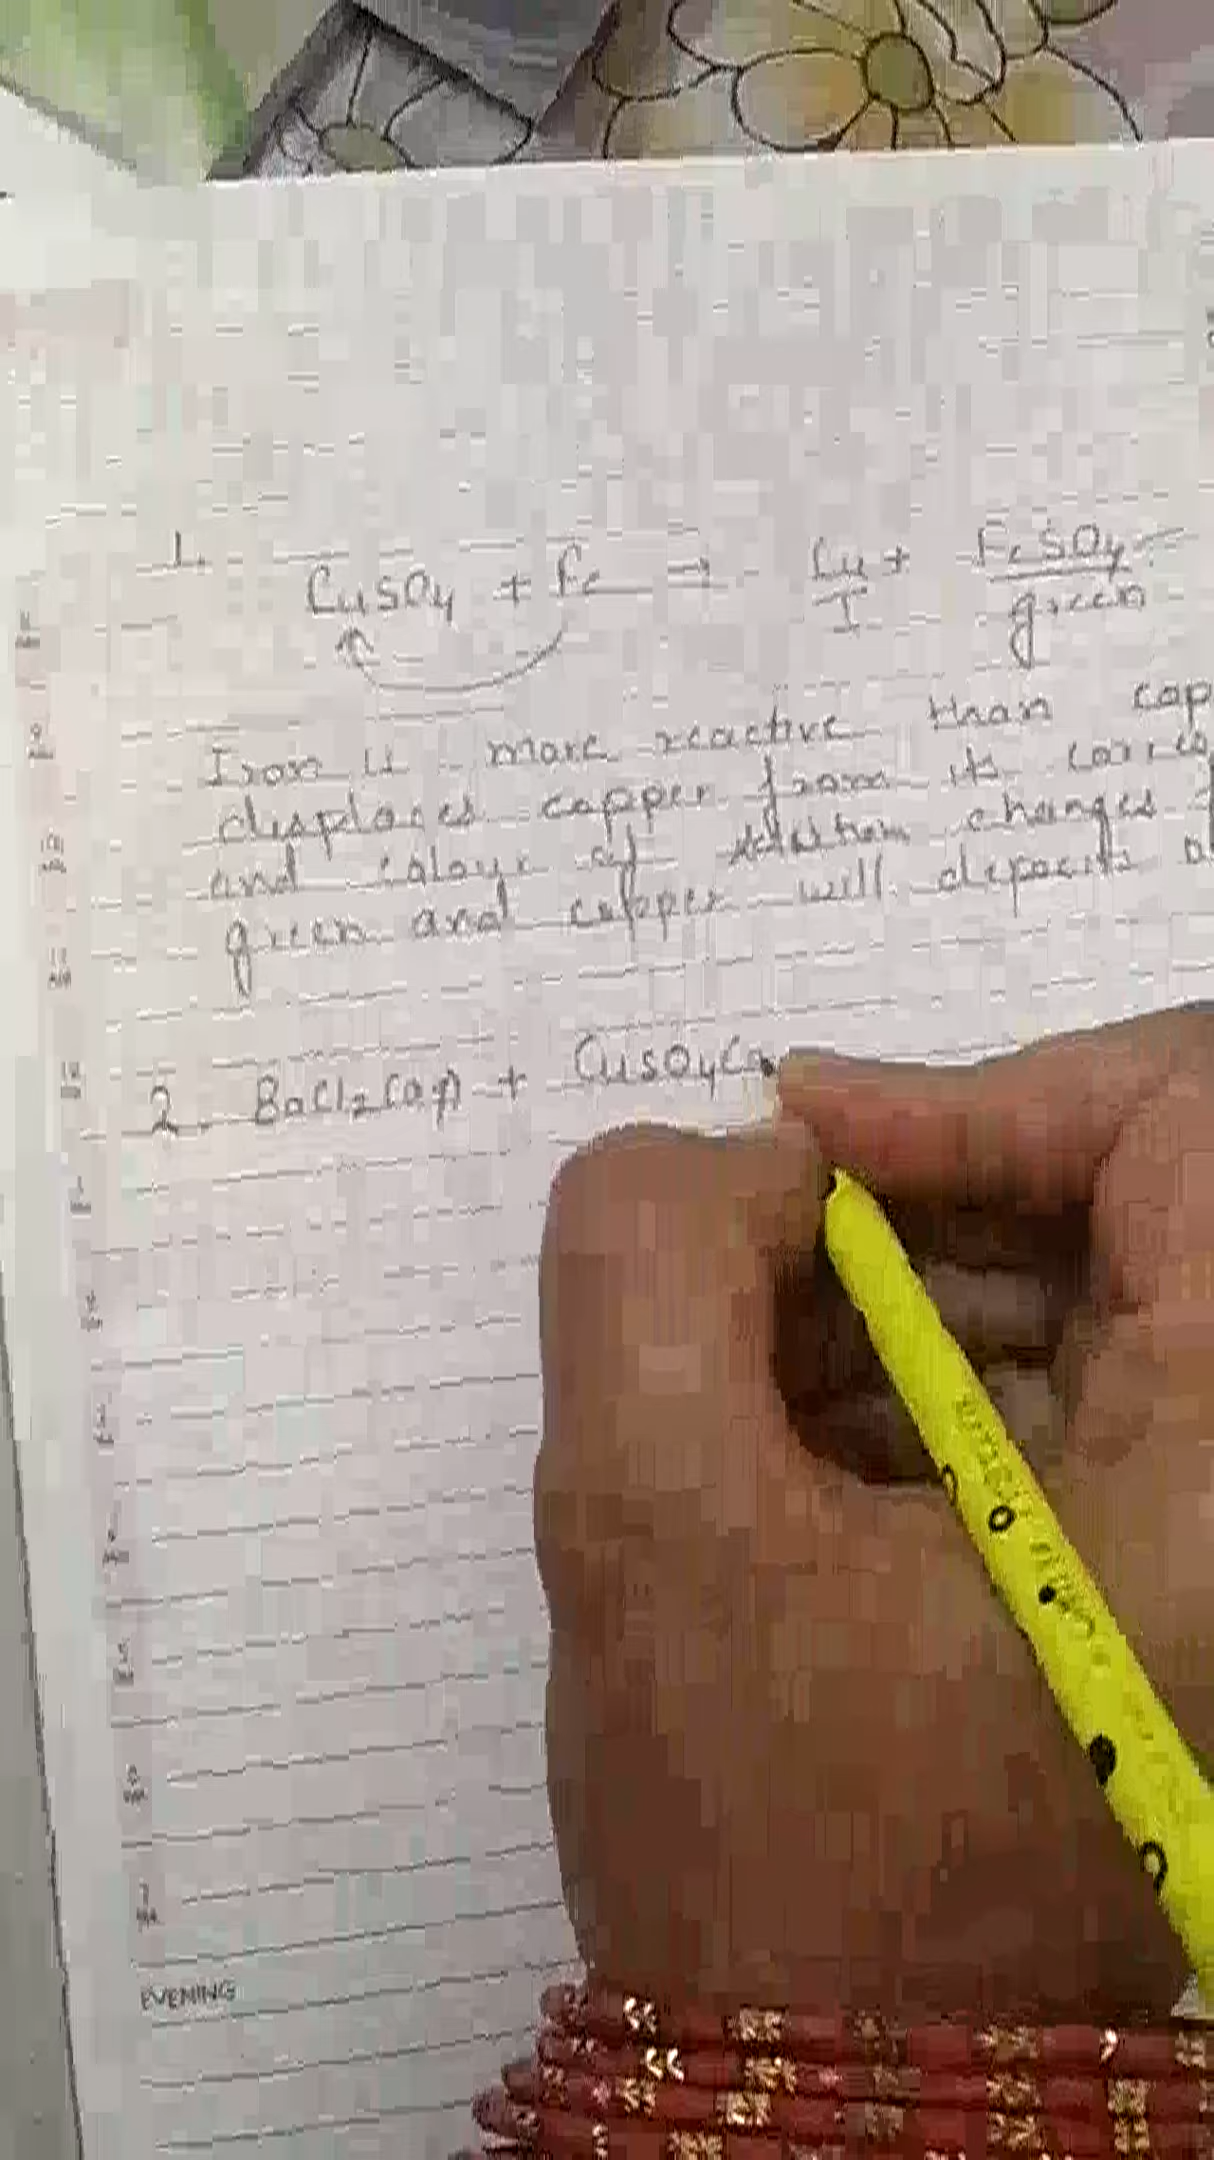 1.
CuSO4 + Fe → Cu + FeSO4
green
Iron is more reactive than cop
displaces copper from its
and colour of solution changes
green and copper will deposits
2. BaCl2(aq) + CuSO4(a
EVENING